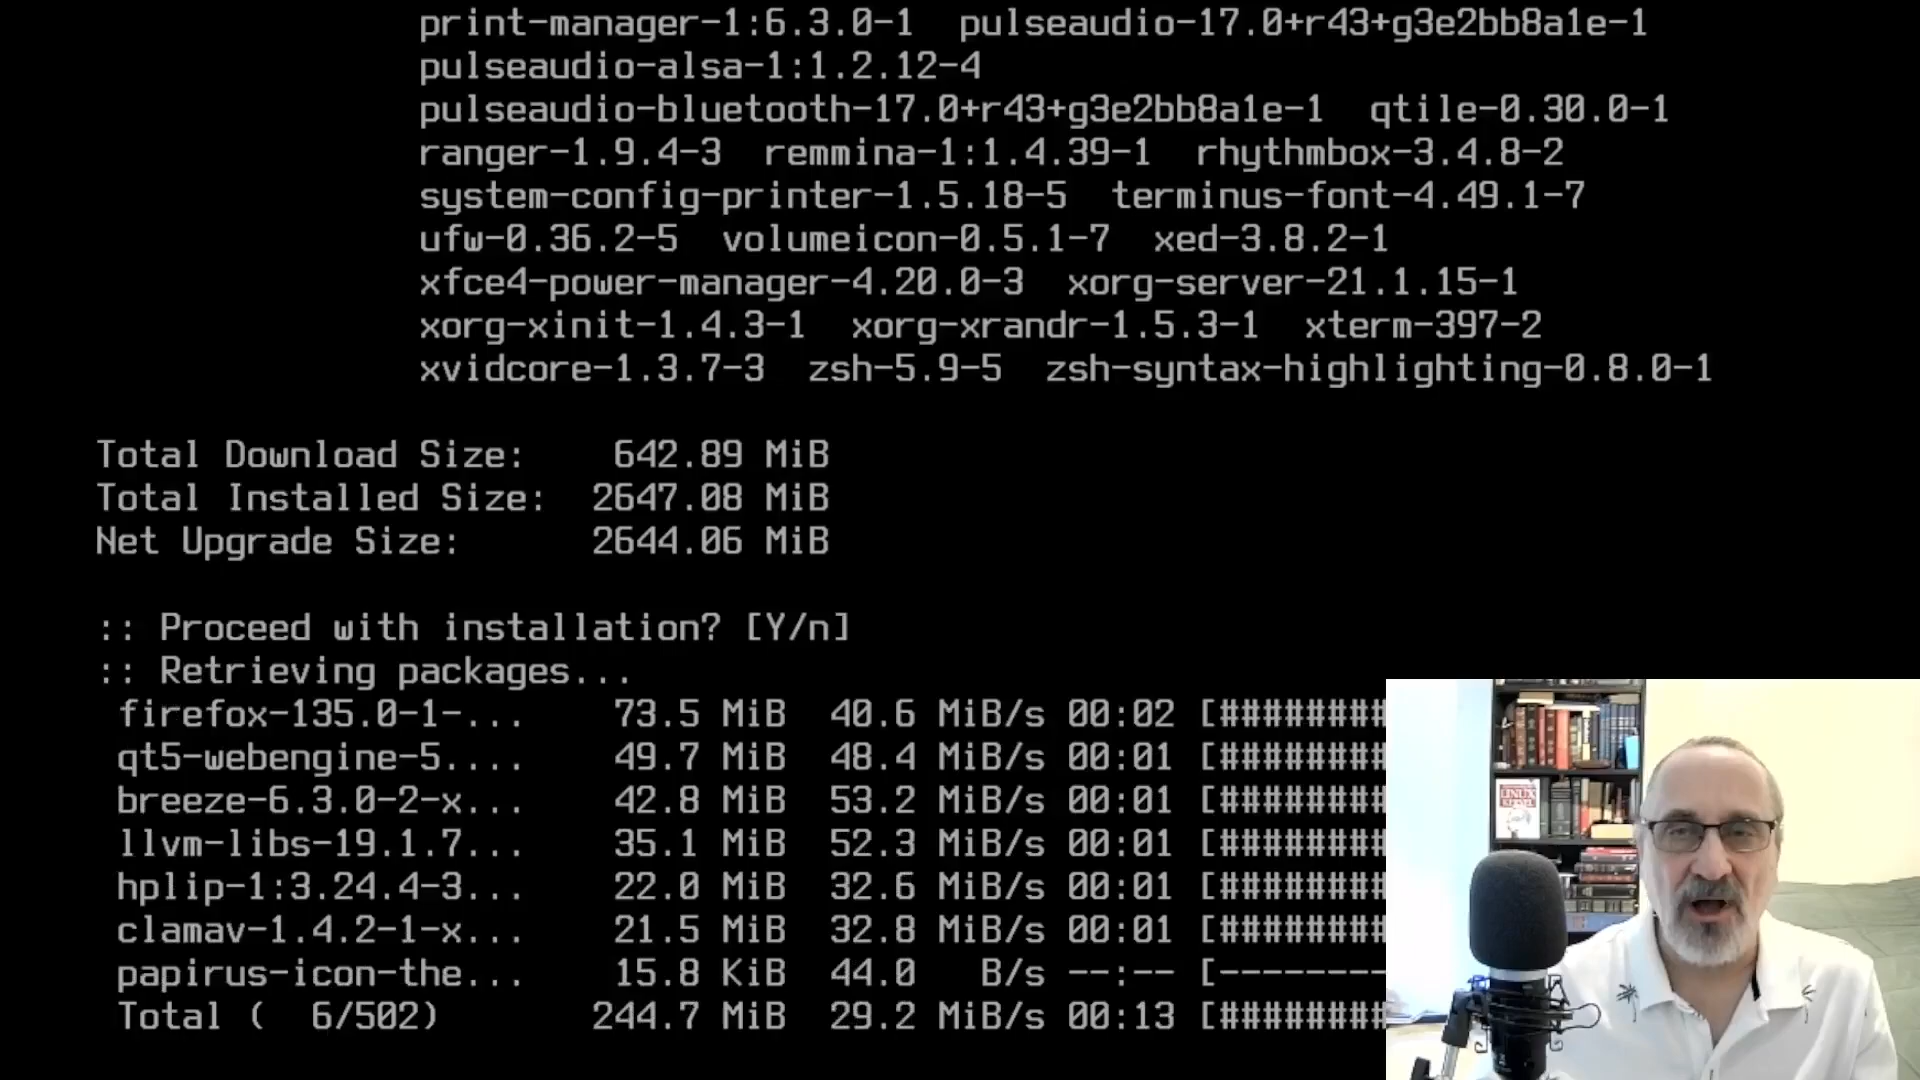 print-manager-1:6.3.0-1  pulseaudio-17.0+r43+g3e2bb8a1e-1
pulseaudio-alsa-1:1.2.12-4
pulseaudio-bluetooth-17.0+r43+g3e2bb8a1e-1  qtile-0.30.0-1
ranger-1.9.4-3  remmina-1:1.4.39-1  rhythmbox-3.4.8-2
system-config-printer-1.5.18-5  terminus-font-4.49.1-7
ufw-0.36.2-5  volumeicon-0.5.1-7  xed-3.8.2-1
xfce4-power-manager-4.20.0-3  xorg-server-21.1.15-1
xorg-xinit-1.4.3-1  xorg-xrandr-1.5.3-1  xterm-397-2
xvidcore-1.3.7-3  zsh-5.9-5  zsh-syntax-highlighting-0.8.0-1
Total Download Size:    642.89 MiB
Total Installed Size:  2647.08 MiB
Net Upgrade Size:      2644.06 MiB
:: Proceed with installation? [Y/n]
:: Retrieving packages...
firefox-135.0-1-...    73.5 MiB  40.6 MiB/s 00:02 [########
qt5-webengine-5....    49.7 MiB  48.4 MiB/s 00:01 [########
breeze-6.3.0-2-x...    42.8 MiB  53.2 MiB/s 00:01 [########
llvm-libs-19.1.7...    35.1 MiB  52.3 MiB/s 00:01 [########
hplip-1:3.24.4-3...    22.0 MiB  32.6 MiB/s 00:01 [########
clamav-1.4.2-1-x...    21.5 MiB  32.8 MiB/s 00:01 [########
papirus-icon-the...    15.8 KiB  44.0   B/s --:-- [--------
Total (  6/502)       244.7 MiB  29.2 MiB/s 00:13 [########
LINUX